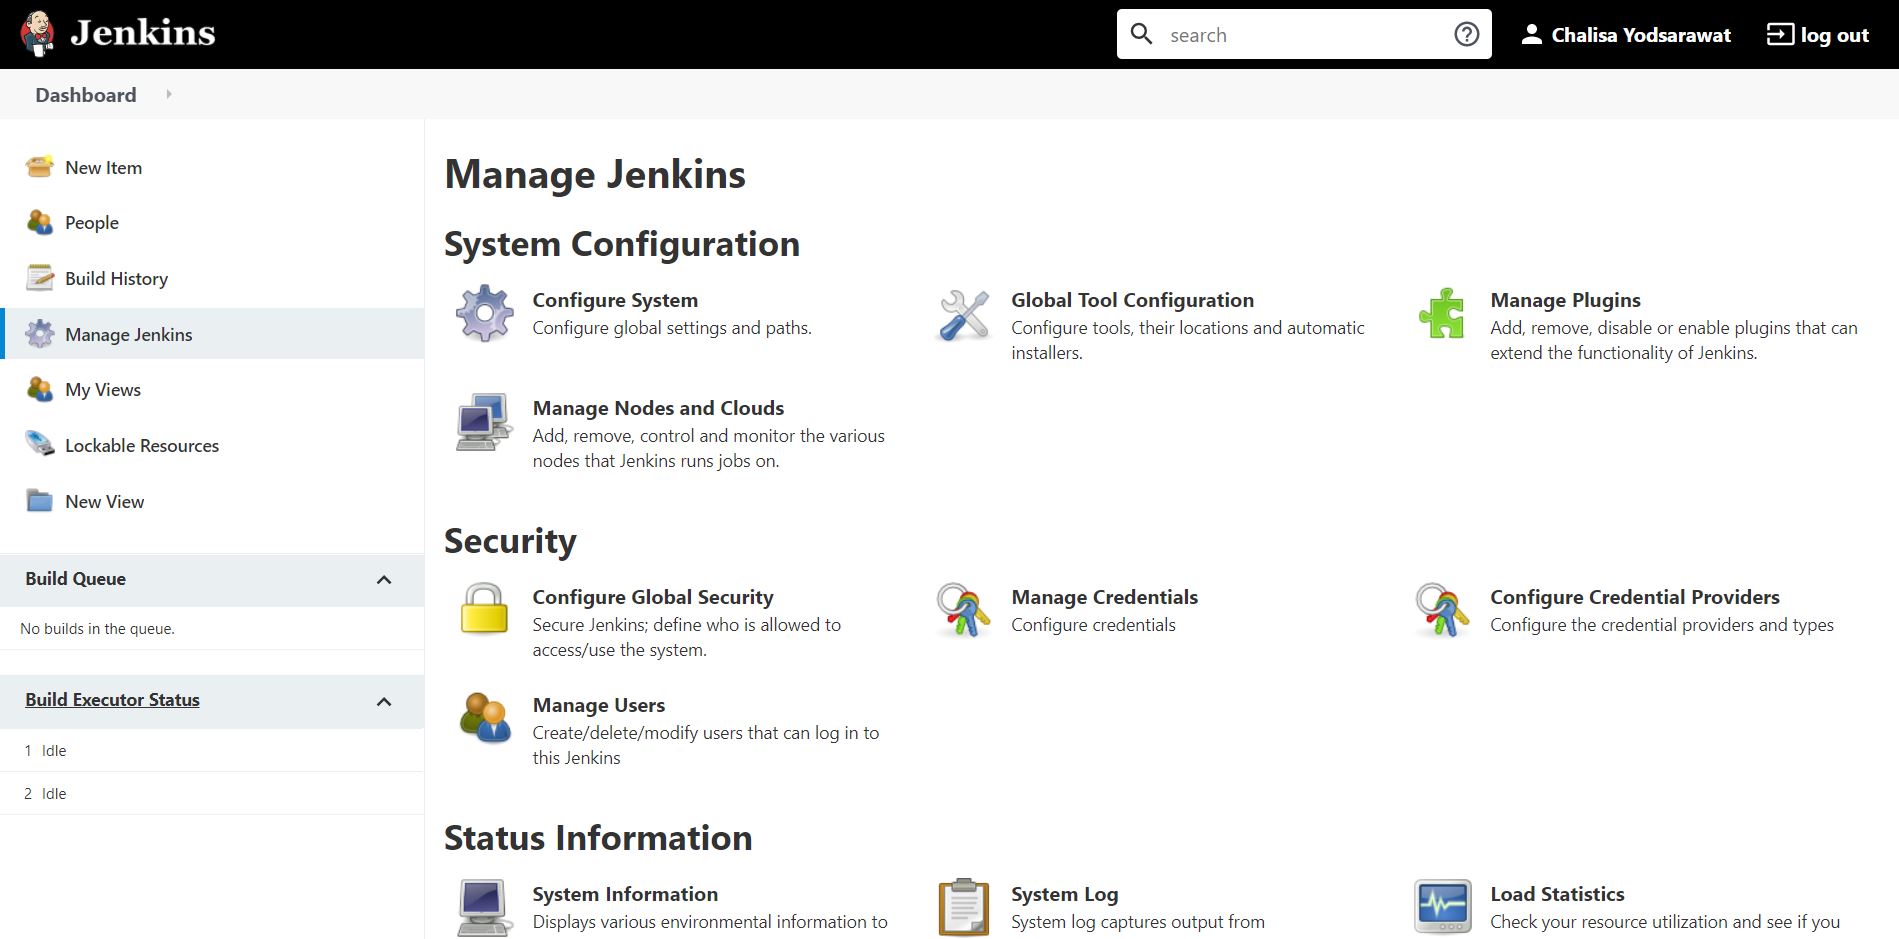 Jenkins
search
Chalisa Yodsarawat
log out
Dashboard
New Item
People
Build History
Manage Jenkins
My Views
Lockable Resources
New View
Build Queue
No builds in the queue.
Build Executor Status
1 Idle
2 Idle
Manage Jenkins
System Configuration
Configure System
Configure global settings and paths.
Global Tool Configuration
Configure tools, their locations and automatic
installers.
Manage Plugins
Add, remove, disable or enable plugins that can
extend the functionality of Jenkins.
Manage Nodes and Clouds
Add, remove, control and monitor the various
nodes that Jenkins runs jobs on.
Security
Configure Global Security
Secure Jenkins; define who is allowed to
access/use the system.
Manage Credentials
Configure credentials
Configure Credential Providers
Configure the credential providers and types
Manage Users
Create/delete/modify users that can log in to
this Jenkins
Status Information
System Information
Displays various environmental information to
System Log
System log captures output from
Load Statistics
Check your resource utilization and see if you